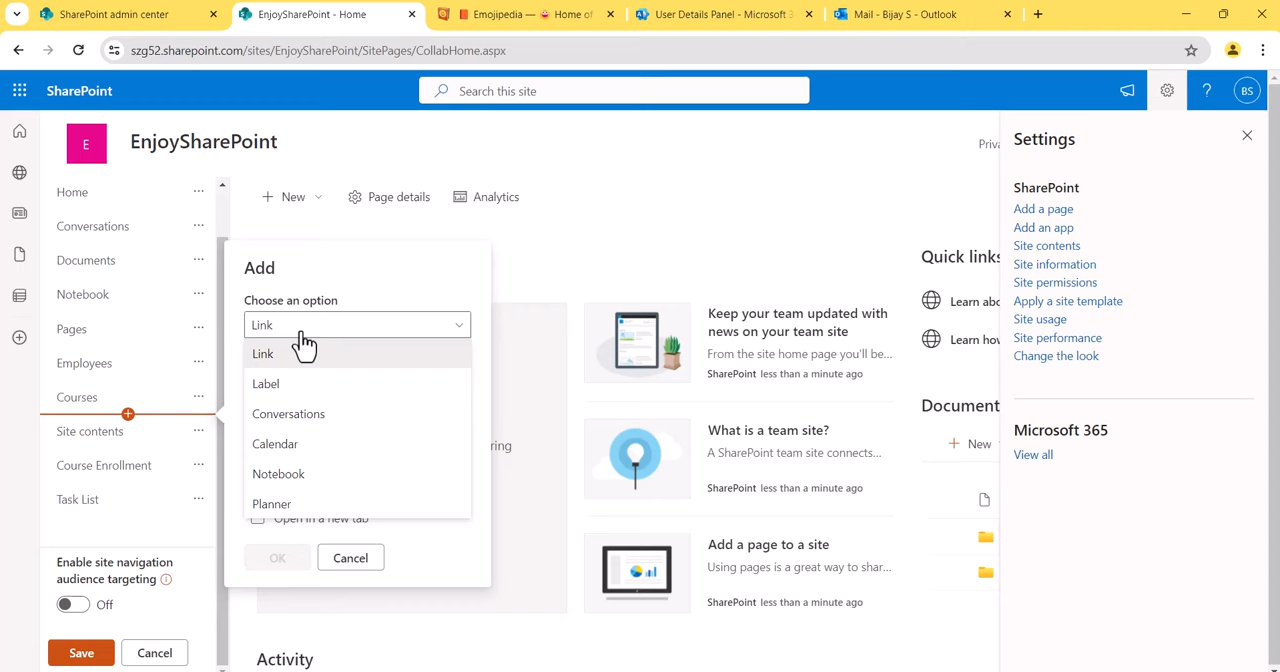 SharePoint admin center
EnjoySharePoint - Home
Emojipedia — 😃 Home of
User Details Panel - Microsoft 3
Mail - Bijay S - Outlook
szg52.sharepoint.com/sites/EnjoySharePoint/SitePages/CollabHome.aspx
SharePoint
Search this site
BS
E
EnjoySharePoint
Home
Conversations
Documents
Notebook
Pages
Employees
Courses
Site contents
Course Enrollment
Task List
Enable site navigation
audience targeting
Off
Save
Cancel
New
Page details
Analytics
Add
Choose an option
Link
Link
Label
Conversations
Calendar
Notebook
Planner
Open in a new tab
OK
Cancel
ring
Keep your team updated with
news on your team site
From the site home page you'll be...
SharePoint less than a minute ago
What is a team site?
A SharePoint team site connects...
SharePoint less than a minute ago
Add a page to a site
Using pages is a great way to shar...
SharePoint less than a minute ago
Activity
Priva
Quick links
Learn abo
Learn how
Document
New
Settings
SharePoint
Add a page
Add an app
Site contents
Site information
Site permissions
Apply a site template
Site usage
Site performance
Change the look
Microsoft 365
View all